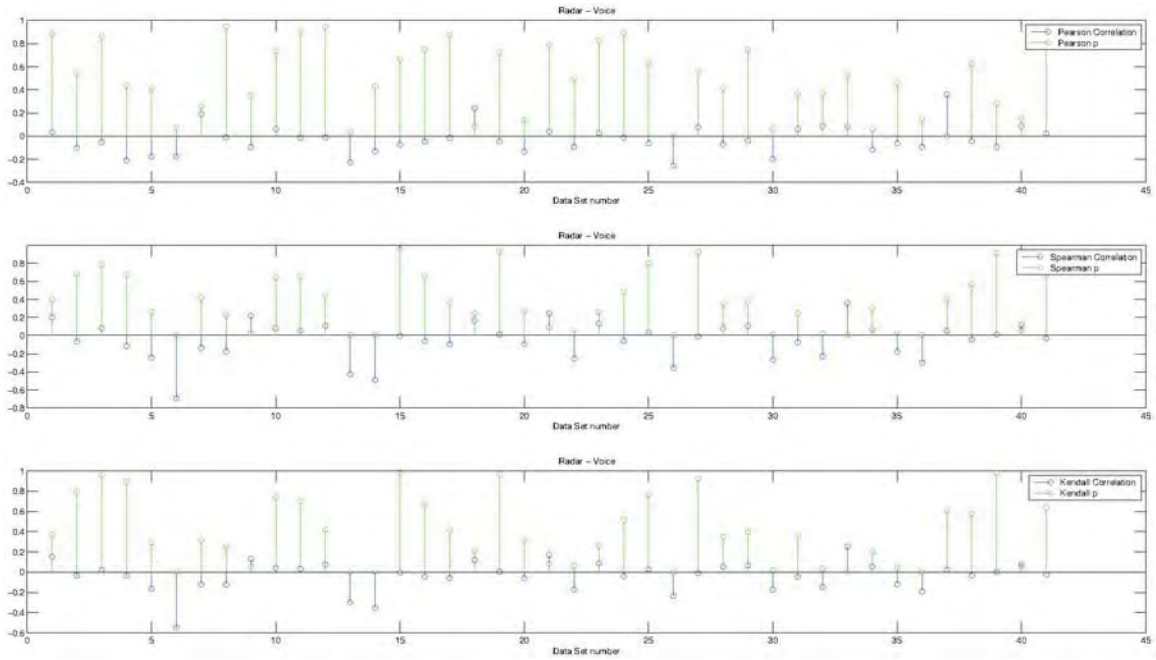 Radar – Voice
Pearson Correlation
Pearson p
1
0.8
0.6
0.4
0.2
0
−0.2
−0.4
0 5 10 15 20 25 30 35 40 45
Data Set number
Radar – Voice
Spearman Correlation
Spearman p
0.8
0.6
0.4
0.2
0
−0.2
−0.4
−0.6
−0.8
0 5 10 15 20 25 30 35 40 45
Data Set number
Radar – Voice
Kendall Correlation
Kendall p
1
0.8
0.6
0.4
0.2
0
−0.2
−0.4
−0.6
0 5 10 15 20 25 30 35 40 45
Data Set number